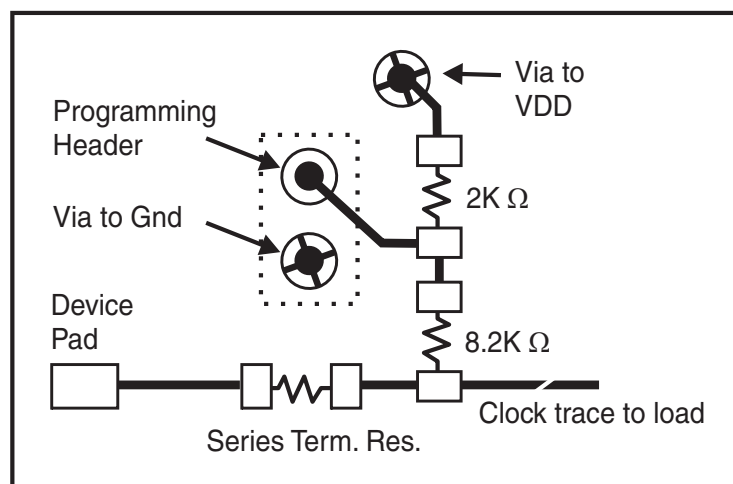 Via to
VDD
Programming
Header
2K Ω
Via to Gnd
Device
Pad
8.2K Ω
Clock trace to load
Series Term. Res.